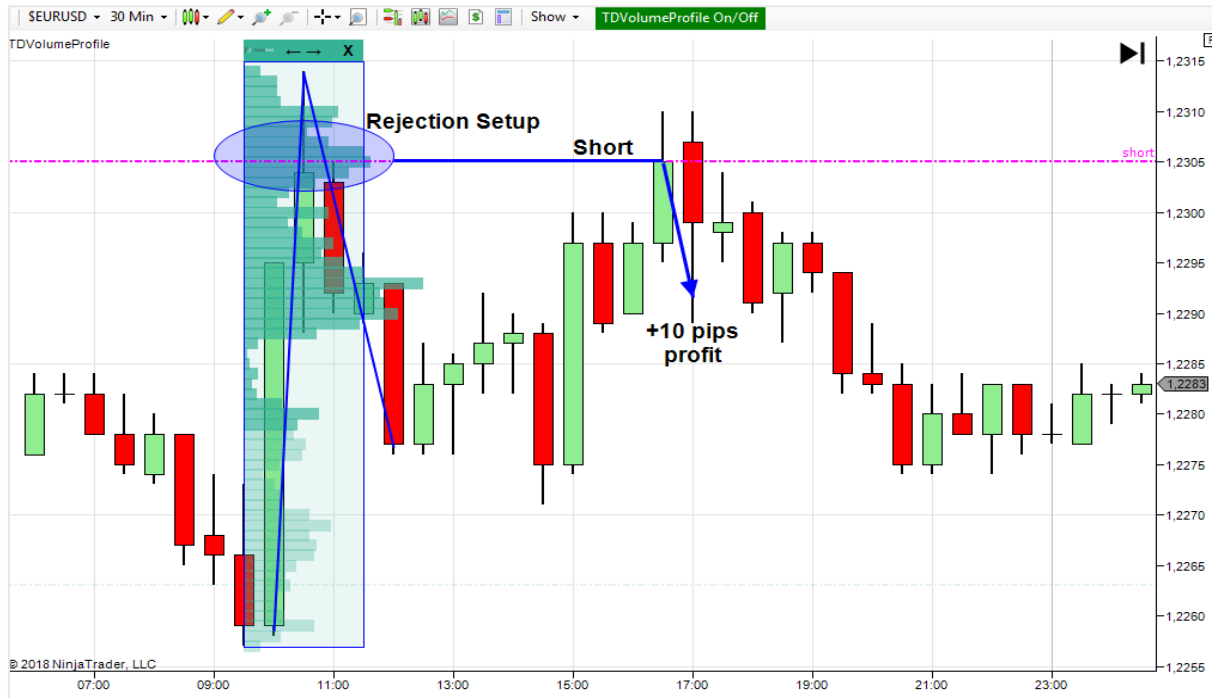 $EURUSD 30 Min Show TDVolumeProfile On/Off
TDVolumeProfile
X
F
1,2315
1,2310
Rejection Setup
Short
short
1,2305
1,2300
1,2295
1,2290
+10 pips
profit
1,2285
1,2283
1,2280
1,2275
1,2270
1,2265
1,2260
1,2255
© 2018 NinjaTrader, LLC
07:00 09:00 11:00 13:00 15:00 17:00 19:00 21:00 23:00